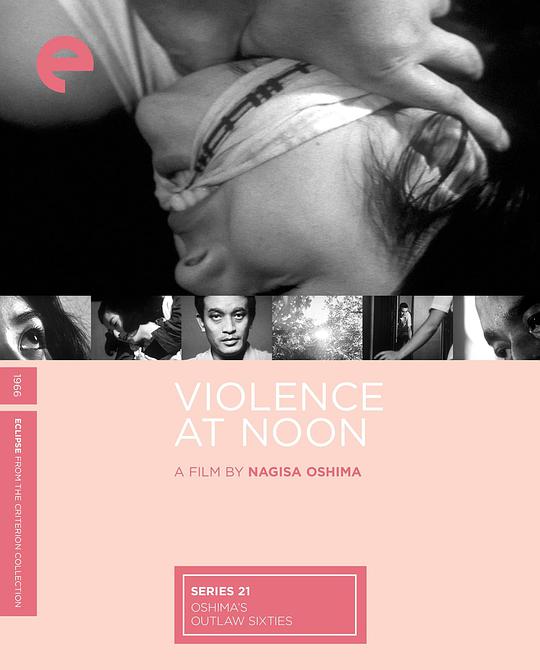 VIOLENCE
AT NOON
A FILM BY NAGISA OSHIMA
1966
ECLIPSE FROM THE CRITERION COLLECTION
SERIES 21
OSHIMA'S
OUTLAW SIXTIES